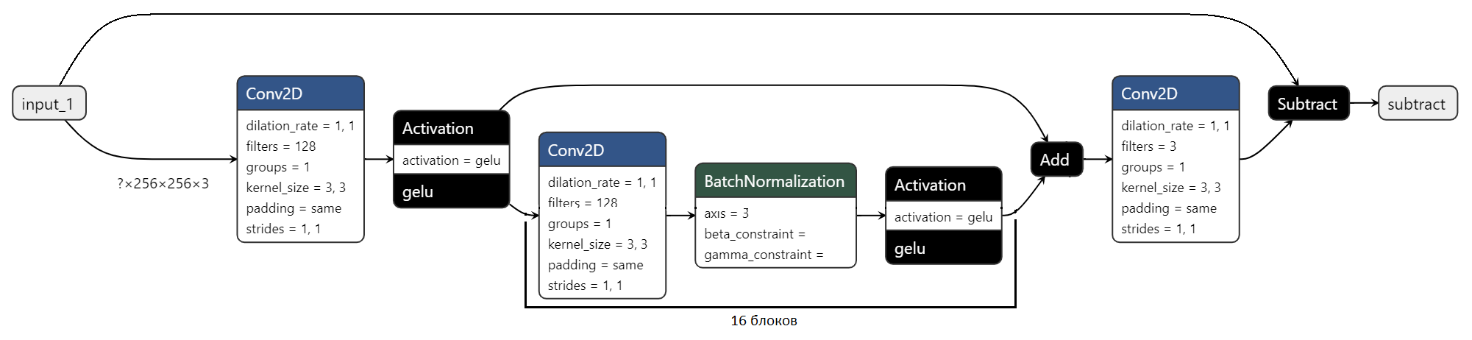 input_1
?×256×256×3
Conv2D
dilation_rate = 1, 1
filters = 128
groups = 1
kernel_size = 3, 3
padding = same
strides = 1, 1
Activation
activation = gelu
gelu
Conv2D
dilation_rate = 1, 1
filters = 128
groups = 1
kernel_size = 3, 3
padding = same
strides = 1, 1
BatchNormalization
axis = 3
beta_constraint =
gamma_constraint =
Activation
activation = gelu
gelu
16 блоков
Add
Conv2D
dilation_rate = 1, 1
filters = 3
groups = 1
kernel_size = 3, 3
padding = same
strides = 1, 1
Subtract
subtract